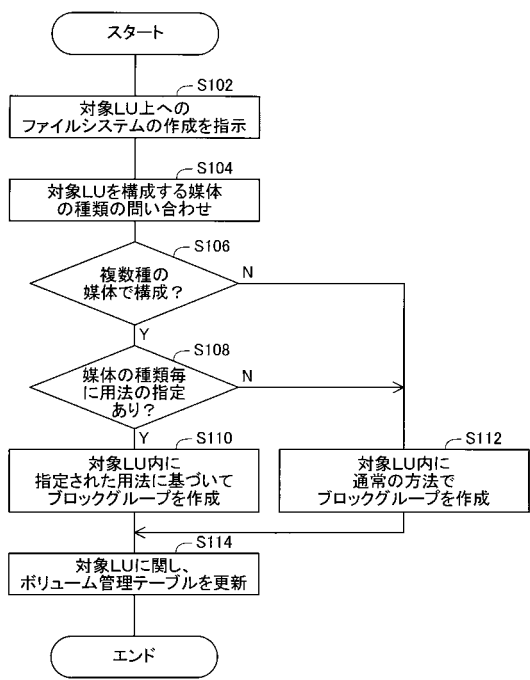 スタート
S102
対象LU上への
ファイルシステムの作成を指示
S104
対象LUを構成する媒体
の種類の問い合わせ
S106
複数種の
媒体で構成？
N
Y
S108
媒体の種類毎
に用法の指定
あり？
N
Y
S110
対象LU内に
指定された用法に基づいて
ブロックグループを作成
S112
対象LU内に
通常の方法で
ブロックグループを作成
S114
対象LUに関し、
ボリューム管理テーブルを更新
エンド